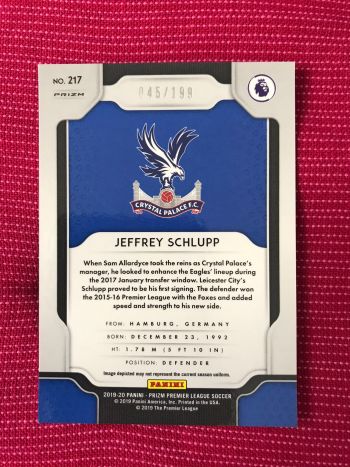 NO. 217
PRIZM
045/199
CRYSTAL PALACE F.C.
JEFFREY SCHLUPP
When Sam Allardyce took the reins as Crystal Palace's
manager, he looked to enhance the Eagles' lineup during
the 2017 January transfer window. Leicester City's
Schlupp proved to be his first signing. The defender won
the 2015-16 Premier League with the Foxes and added
speed and strength to his new side.
FROM: HAMBURG, GERMANY
BORN: DECEMBER 23, 1992
HT: 1.78 M (5 FT 10 IN)
POSITION: DEFENDER
Image depicted may not represent the current season uniform.
PANINI
2019-20 PANINI - PRIZM PREMIER LEAGUE SOCCER
© 2019 Panini America, Inc. Printed in the USA.
© 2019 The Premier League